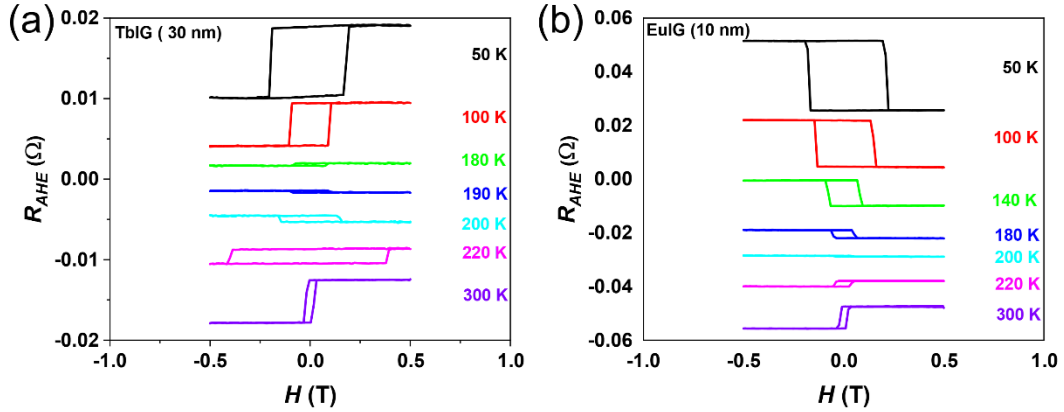 (a)
TbIG ( 30 nm)
0.02
0.01
0.00
-0.01
-0.02
R_AHE (Ω)
50 K
100 K
180 K
190 K
200 K
220 K
300 K
-1.0 -0.5 0.0 0.5 1.0
H (T)
(b)
EuIG (10 nm)
0.06
0.04
0.02
0.00
-0.02
-0.04
-0.06
R_AHE (Ω)
50 K
100 K
140 K
180 K
200 K
220 K
300 K
-1.0 -0.5 0.0 0.5 1.0
H (T)